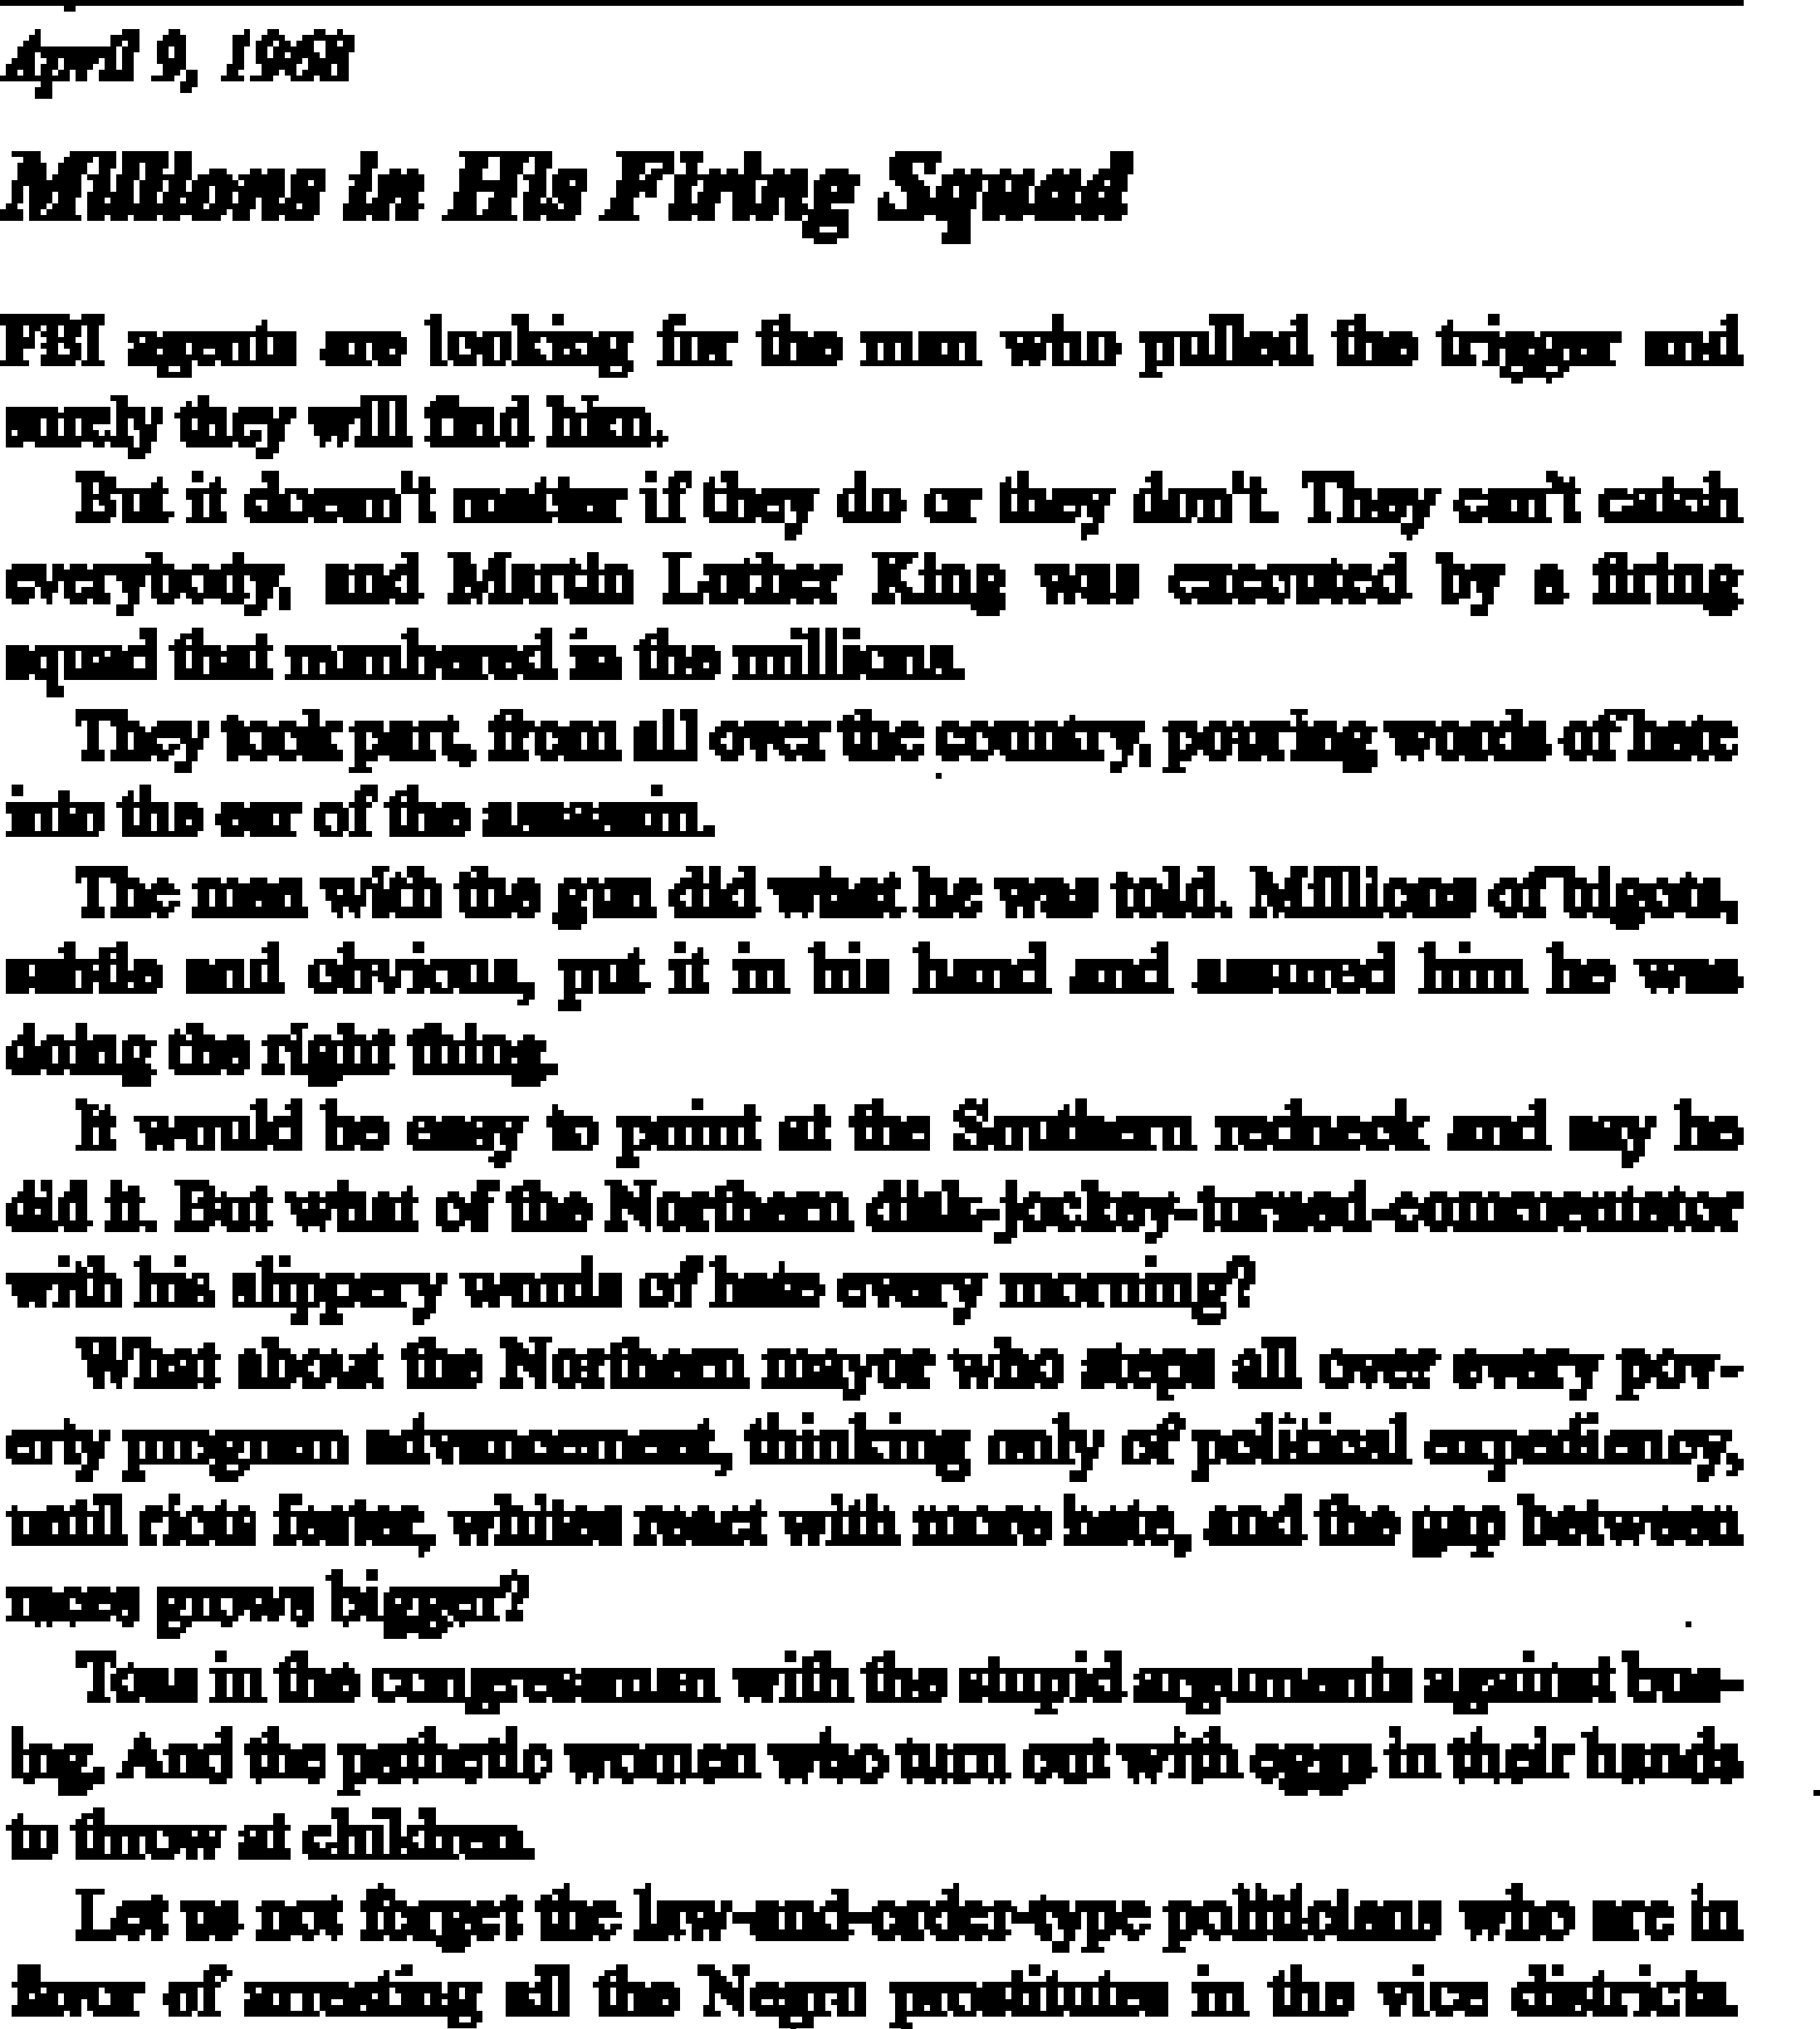 April 9, 1968
Millions in His Firing Squad
FBI agents are looking for the man who pulled the trigger and
surely they will find him.
But it doesn't matter if they do or they don't. They can't catch
everybody, and Martin Luther King was executed by a firing
squad that numbered in the millions.
They took part, from all over the country, pouring words of hate
into the ear of the assassin.
The man with the gun did what he was told. Millions of bigots,
subtle and obvious, put it in his hand and assured him he was
doing the right thing.
It would be easy to point at the Southern redneck and say he
did it. But what of the Northern disk-jockey-turned-commentator
with his slippery words of hate every morning?
What about the Northern mayor who steps all over every pov-
erty program advancement, thinking only of political expediency,
until riots fester, whites react with more hate, and the gap between
races grows bigger?
Toss in the congressman with the stupid arguments against bus-
ing. And the pathetic women who turn out with eggs in their hands
to throw at children.
Let us not forget the law-and-order-type politicians who are in
favor of arresting all the Negro prostitutes in the vice districts.